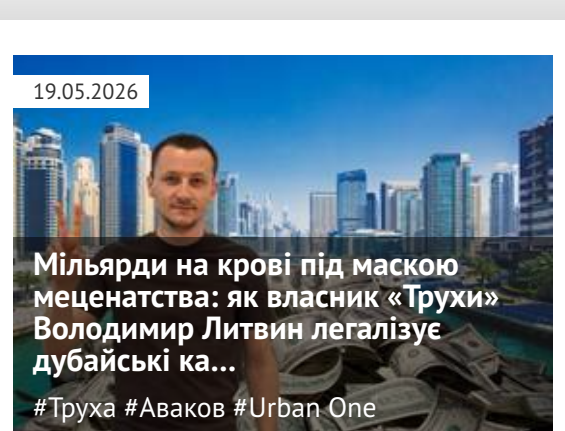 19.05.2026
Мільярди на крові під маскою
меценатства: як власник «Трухи»
Володимир Литвин легалізує
дубайські ка...
#Труха #Аваков #Urban One